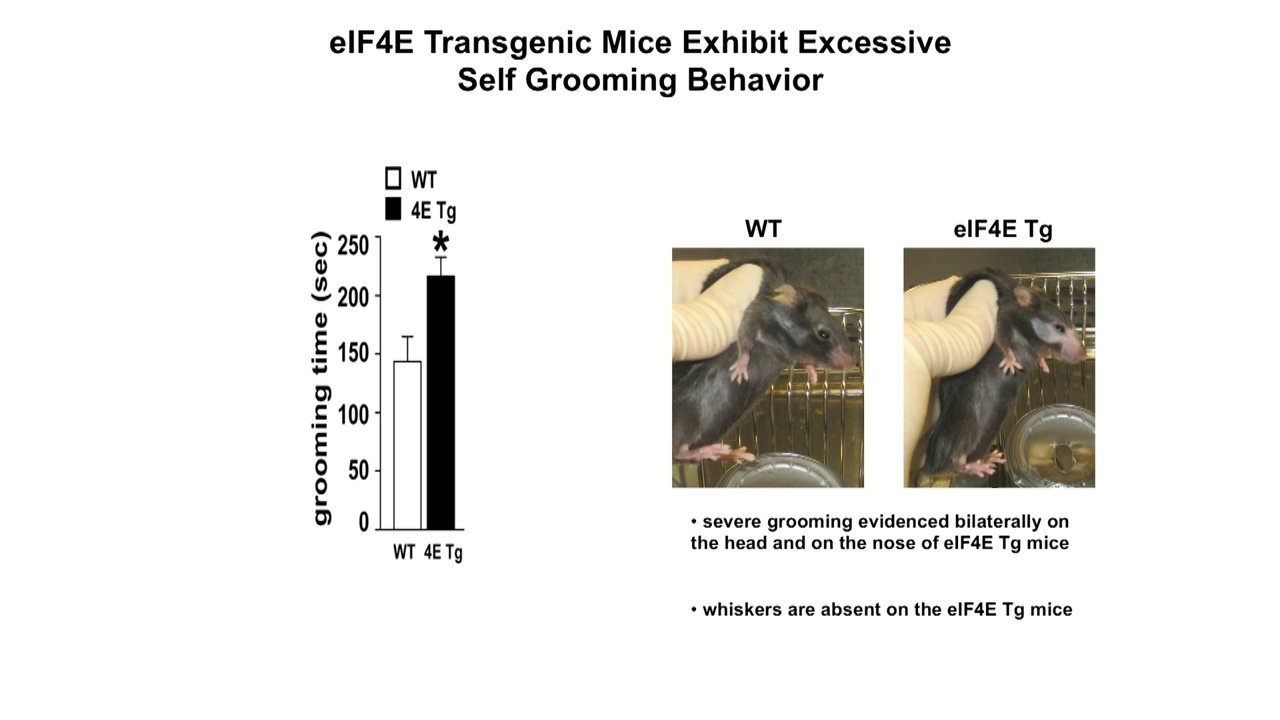 eIF4E Transgenic Mice Exhibit Excessive
Self Grooming Behavior
WT
4E Tg
*
grooming time (sec)
250
200
150
100
50
0
WT 4E Tg
WT
eIF4E Tg
• severe grooming evidenced bilaterally on
the head and on the nose of eIF4E Tg mice
• whiskers are absent on the eIF4E Tg mice